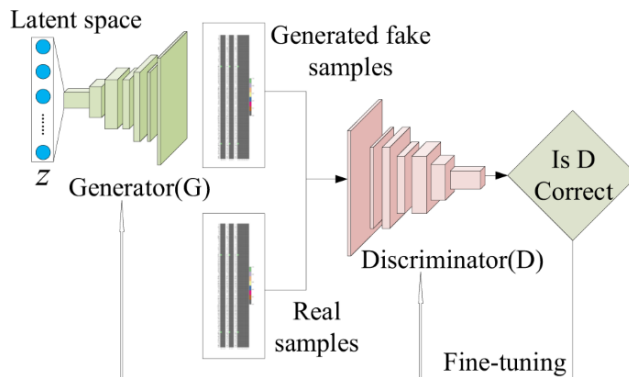 Latent space
z
Generator(G)
Generated fake
samples
Real
samples
Discriminator(D)
Is D
Correct
Fine-tuning